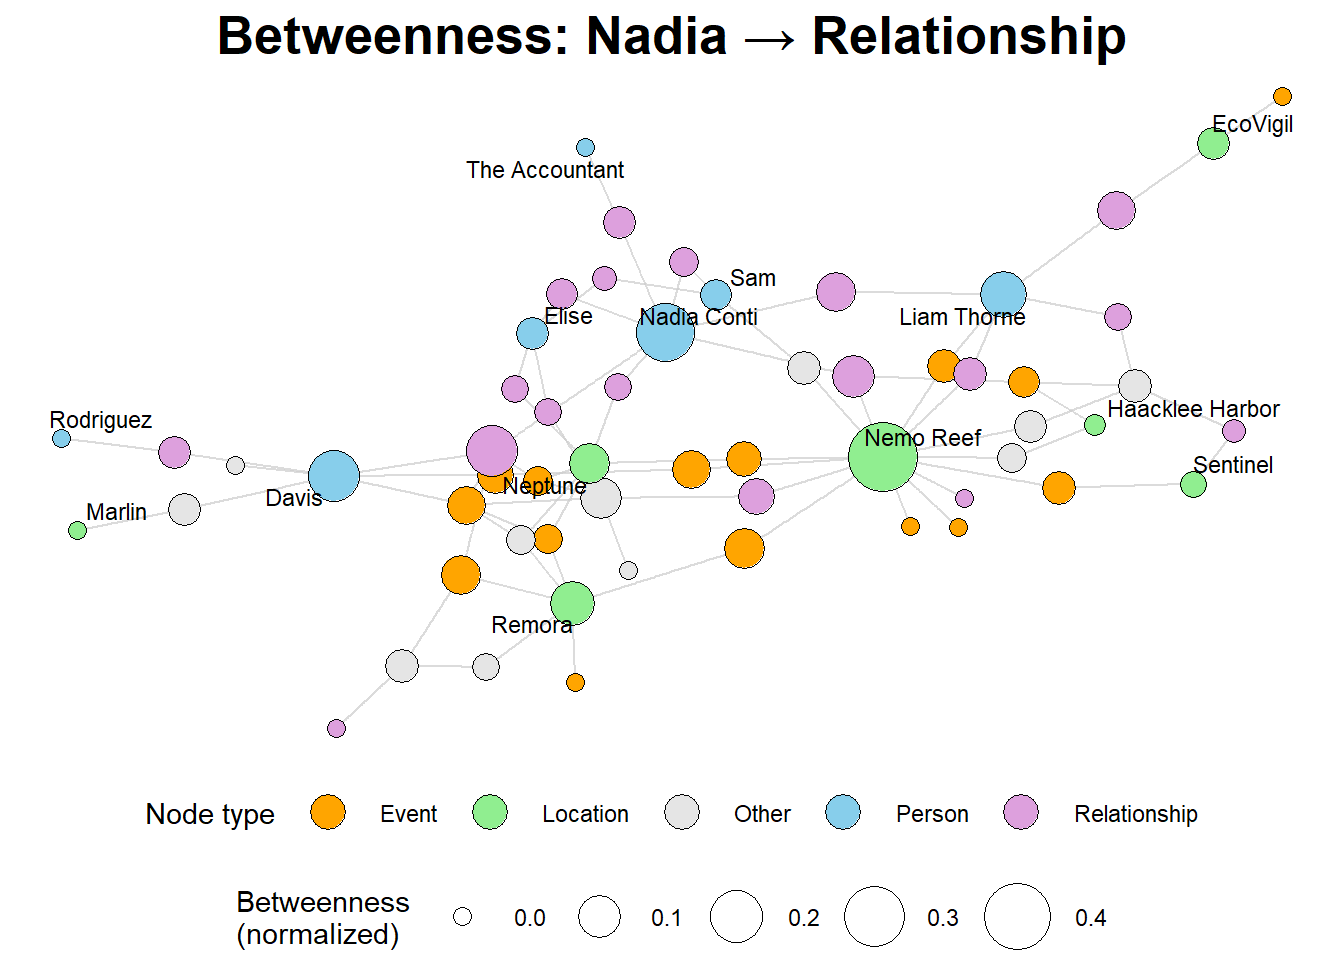 Betweenness: Nadia → Relationship
EcoVigil
The Accountant
Sam
Elise
Nadia Conti
Liam Thorne
Rodriguez
Haacklee Harbor
Nemo Reef
Sentinel
Neptune
Davis
Marlin
Remora
Node type
Event
Location
Other
Person
Relationship
Betweenness
(normalized)
0.0
0.1
0.2
0.3
0.4